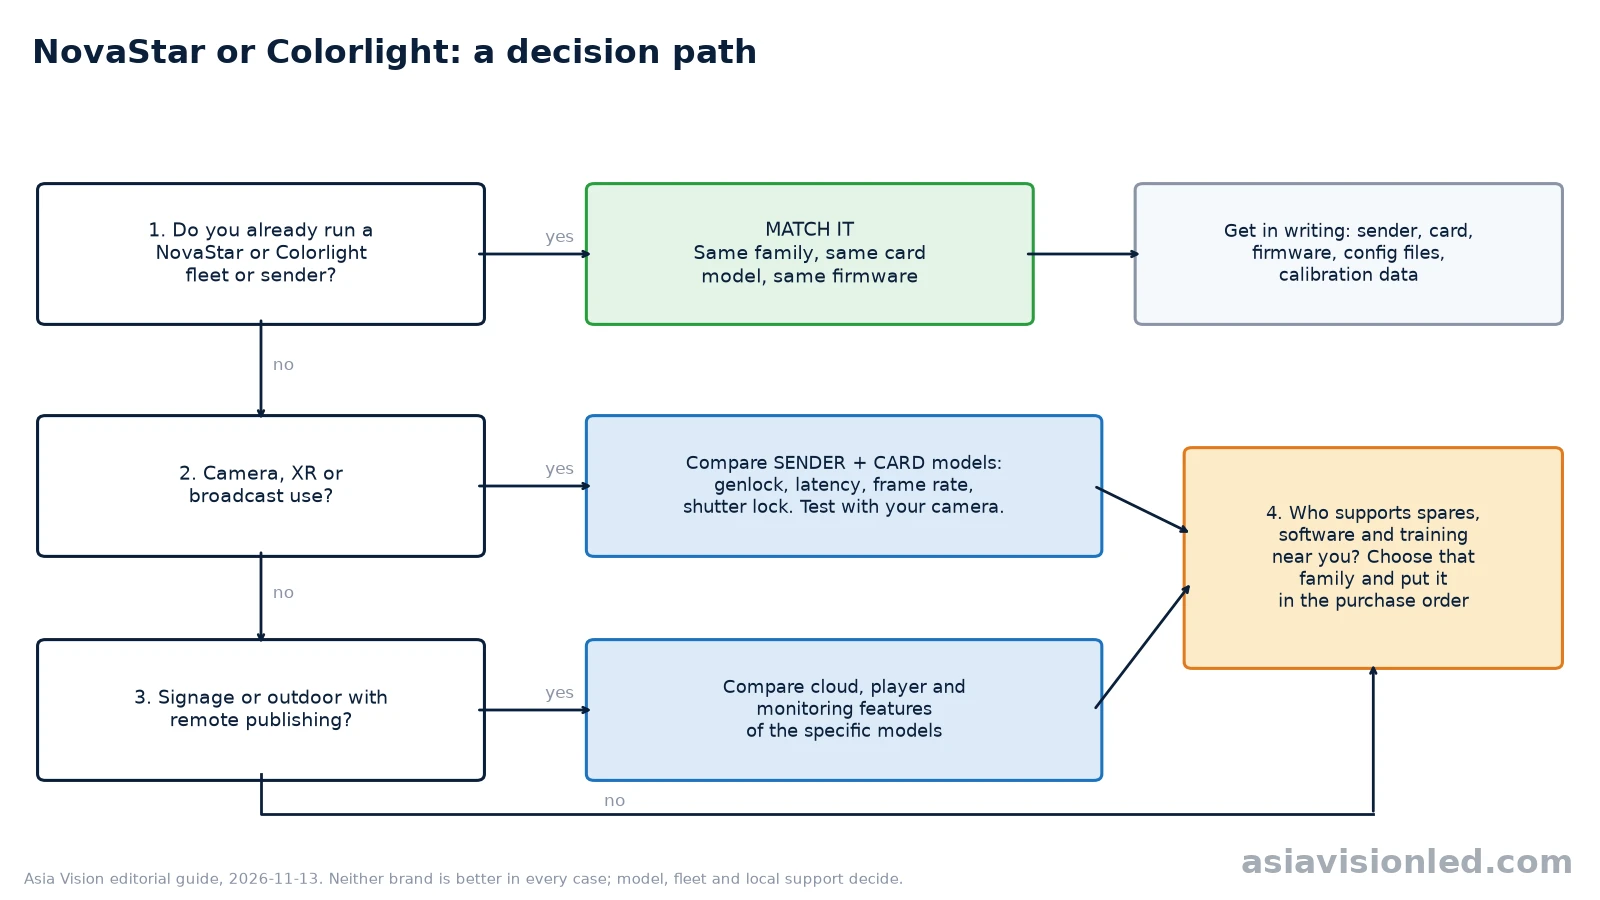 NovaStar or Colorlight: a decision path
1. Do you already run a
NovaStar or Colorlight
fleet or sender?
yes
MATCH IT
Same family, same card
model, same firmware
Get in writing: sender, card,
firmware, config files,
calibration data
no
2. Camera, XR or
broadcast use?
yes
Compare SENDER + CARD models:
genlock, latency, frame rate,
shutter lock. Test with your camera.
4. Who supports spares,
software and training
near you? Choose that
family and put it
in the purchase order
no
3. Signage or outdoor with
remote publishing?
yes
Compare cloud, player and
monitoring features
of the specific models
no
asiavisionled.com
Asia Vision editorial guide, 2026-11-13. Neither brand is better in every case; model, fleet and local support decide.